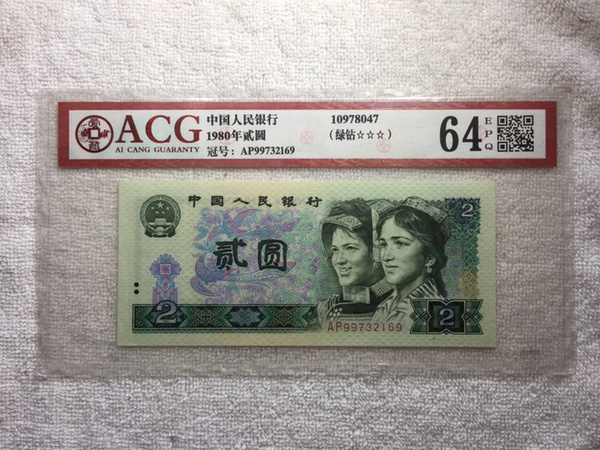 ACG
AI CANG GUARANTY
中国人民银行
1980年贰圆
冠号：AP99732169
10978047
（绿钻☆☆☆）
64
EPQ
中国人民银行
贰圆
2
2
AP99732169
2